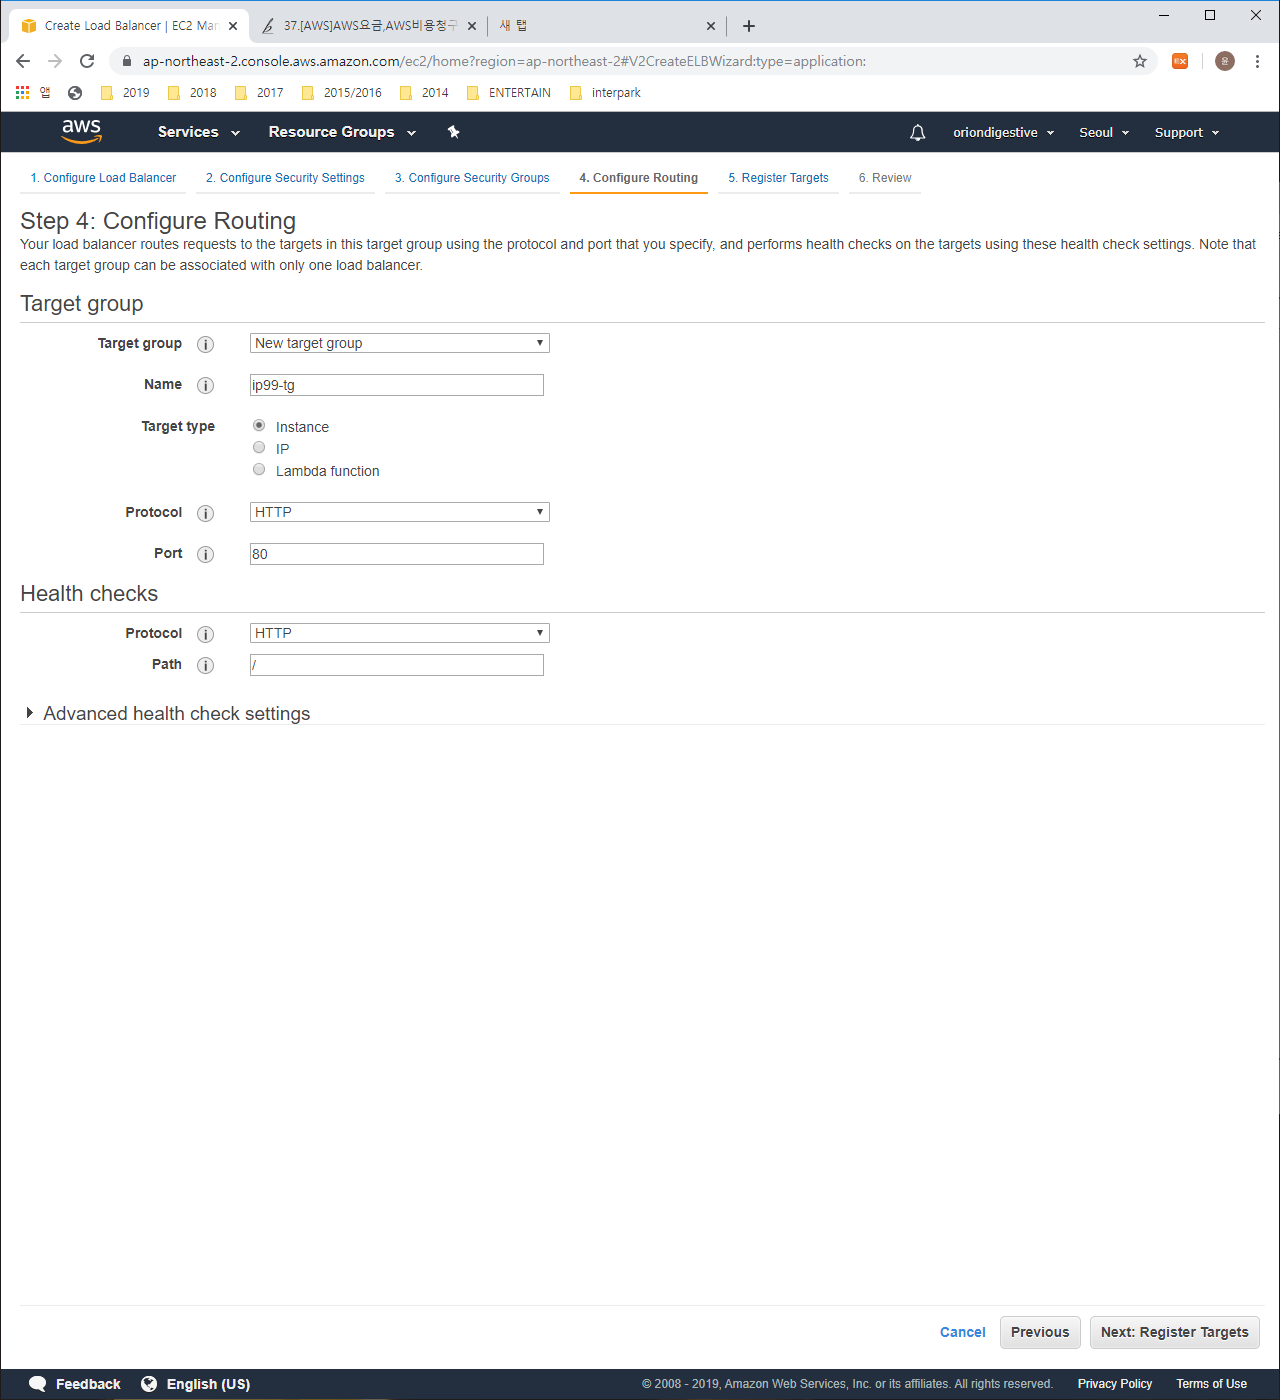 Create Load Balancer | EC2 Man
37.[AWS]AWS요금,AWS비용청구
새 탭
ap-northeast-2.console.aws.amazon.com/ec2/home?region=ap-northeast-2#V2CreateELBWizard:type=application:
윤
앱
2019
2018
2017
2015/2016
2014
ENTERTAIN
interpark
aws
Services
Resource Groups
oriondigestive
Seoul
Support
1. Configure Load Balancer
2. Configure Security Settings
3. Configure Security Groups
4. Configure Routing
5. Register Targets
6. Review
Step 4: Configure Routing
Your load balancer routes requests to the targets in this target group using the protocol and port that you specify, and performs health checks on the targets using these health check settings. Note that
each target group can be associated with only one load balancer.
Target group
Target group
i
New target group
Name
i
ip99-tg
Target type
Instance
IP
Lambda function
Protocol
i
HTTP
Port
i
80
Health checks
Protocol
i
HTTP
Path
i
/
Advanced health check settings
Cancel
Previous
Next: Register Targets
Feedback
English (US)
© 2008 - 2019, Amazon Web Services, Inc. or its affiliates. All rights reserved.
Privacy Policy
Terms of Use